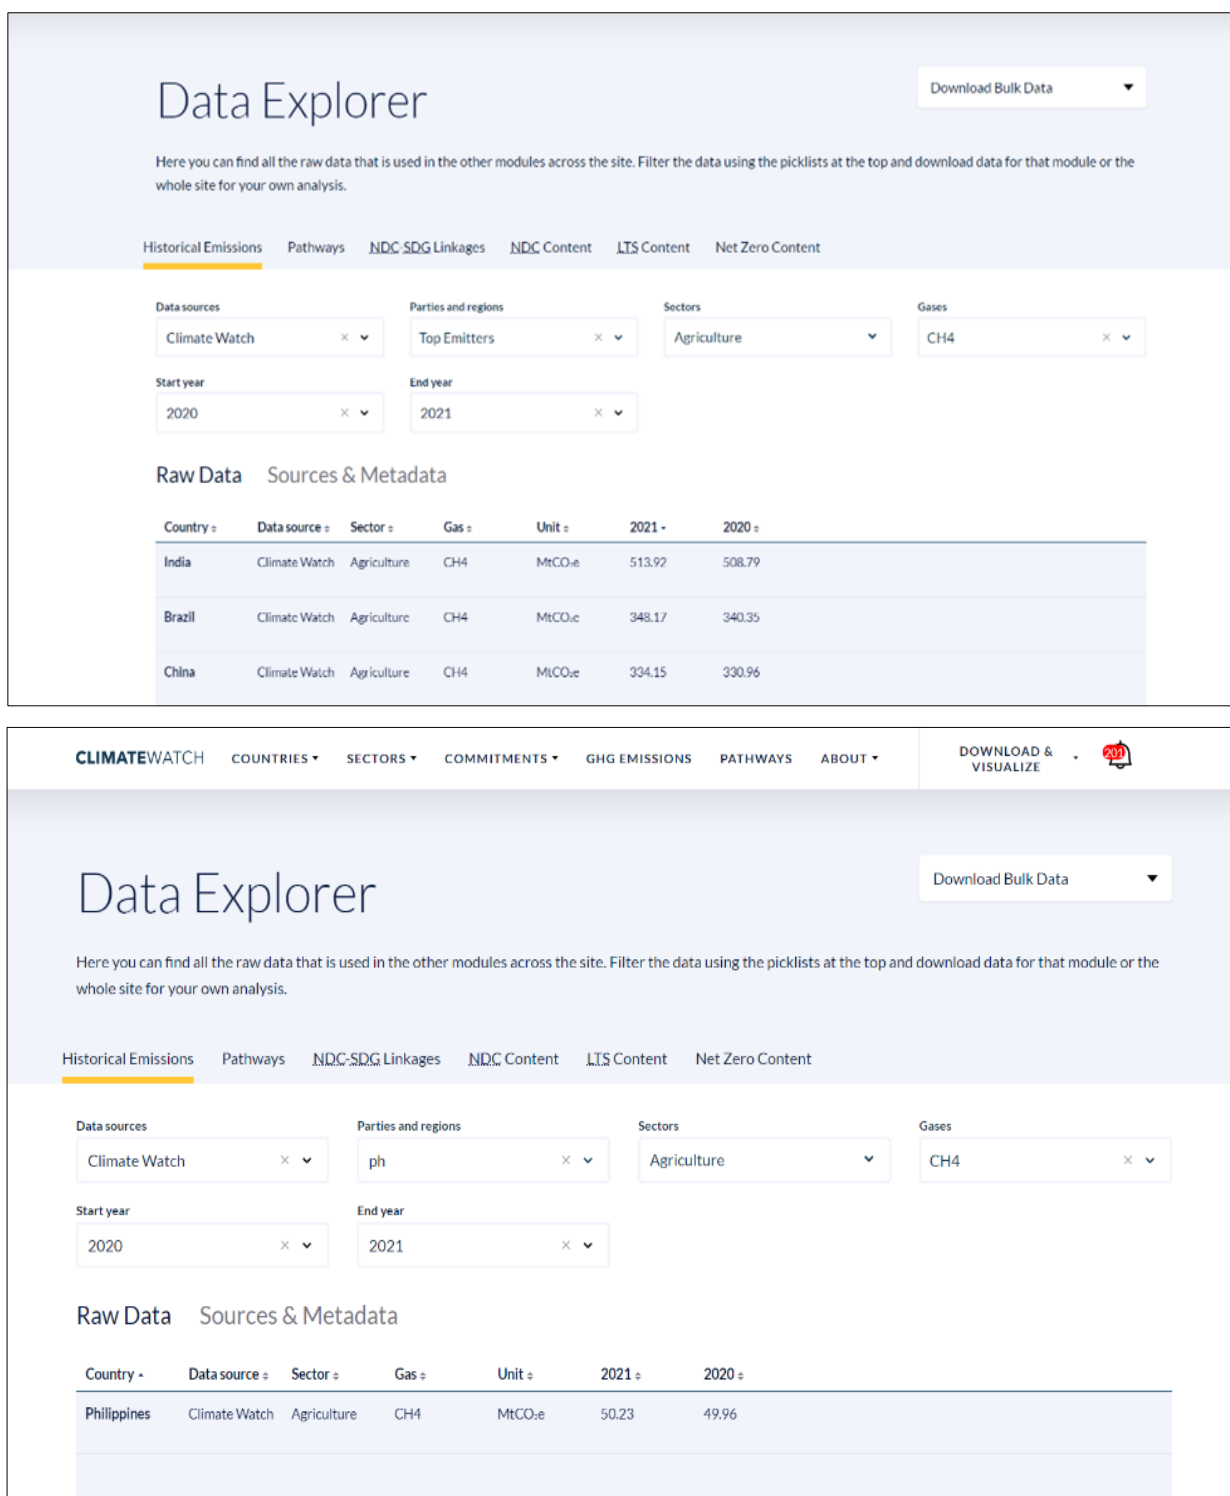 Data Explorer
Download Bulk Data
Here you can find all the raw data that is used in the other modules across the site. Filter the data using the picklists at the top and download data for that module or the
whole site for your own analysis.
Historical Emissions Pathways NDC-SDG Linkages NDC Content LTS Content Net Zero Content
Data sources Parties and regions Sectors Gases
Climate Watch × Top Emitters × Agriculture CH4 ×
Start year End year
2020 × 2021 ×
Raw Data Sources & Metadata
Country Data source Sector Gas Unit 2021 2020
India Climate Watch Agriculture CH4 MtCO₂e 513.92 508.79
Brazil Climate Watch Agriculture CH4 MtCO₂e 348.17 340.35
China Climate Watch Agriculture CH4 MtCO₂e 334.15 330.96
CLIMATEWATCH COUNTRIES SECTORS COMMITMENTS GHG EMISSIONS PATHWAYS ABOUT DOWNLOAD & VISUALIZE 201
Data Explorer
Download Bulk Data
Here you can find all the raw data that is used in the other modules across the site. Filter the data using the picklists at the top and download data for that module or the
whole site for your own analysis.
Historical Emissions Pathways NDC-SDG Linkages NDC Content LTS Content Net Zero Content
Data sources Parties and regions Sectors Gases
Climate Watch × ph × Agriculture CH4 ×
Start year End year
2020 × 2021 ×
Raw Data Sources & Metadata
Country Data source Sector Gas Unit 2021 2020
Philippines Climate Watch Agriculture CH4 MtCO₂e 50.23 49.96